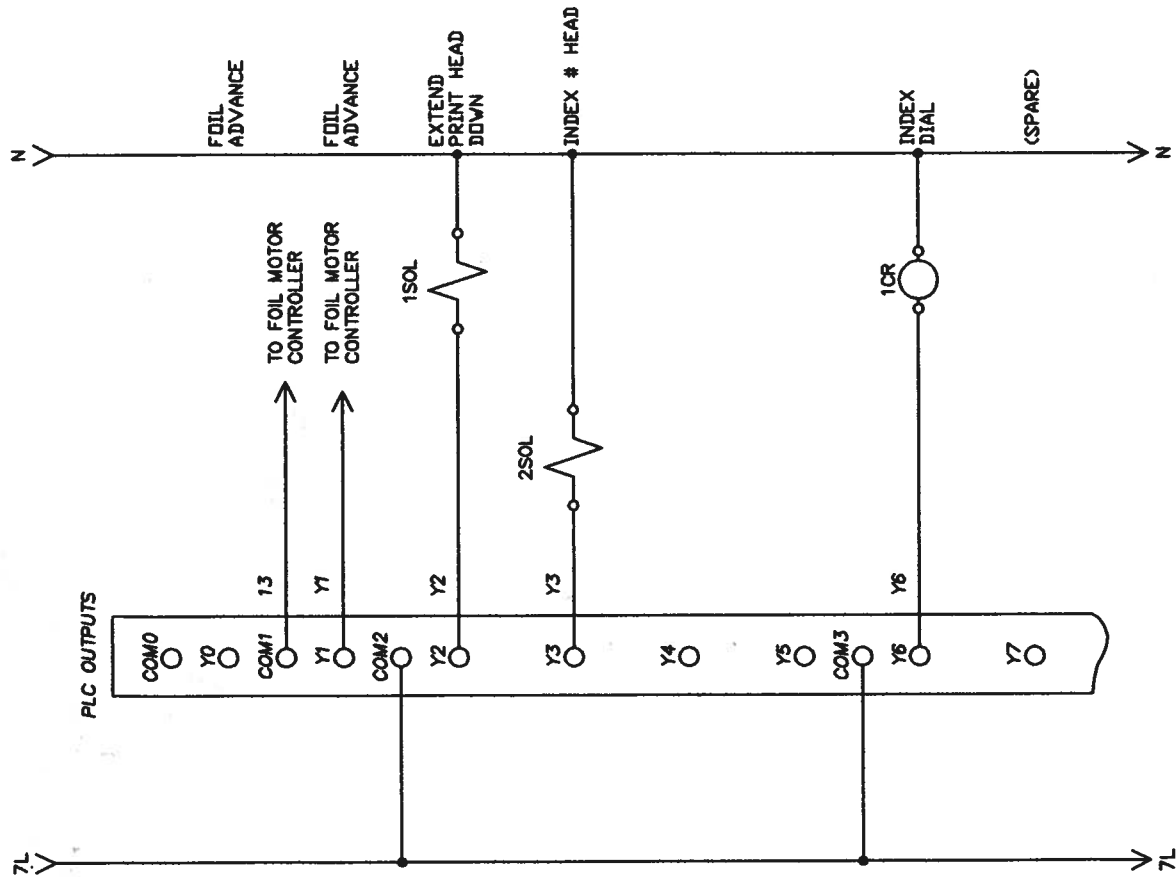 7L
N
PLC OUTPUTS
COM0
Y0
FOIL
ADVANCE
COM1
13
TO FOIL MOTOR
CONTROLLER
Y1
Y1
TO FOIL MOTOR
CONTROLLER
FOIL
ADVANCE
COM2
Y2
Y2
1SOL
EXTEND
PRINT HEAD
DOWN
Y3
Y3
2SOL
INDEX # HEAD
Y4
Y5
COM3
Y6
Y6
1CR
INDEX
DIAL
Y7
(SPARE)
7L
N